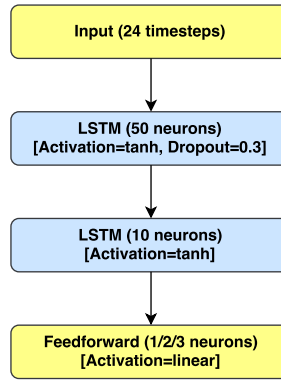 Input (24 timesteps)
LSTM (50 neurons)
[Activation=tanh, Dropout=0.3]
LSTM (10 neurons)
[Activation=tanh]
Feedforward (1/2/3 neurons)
[Activation=linear]